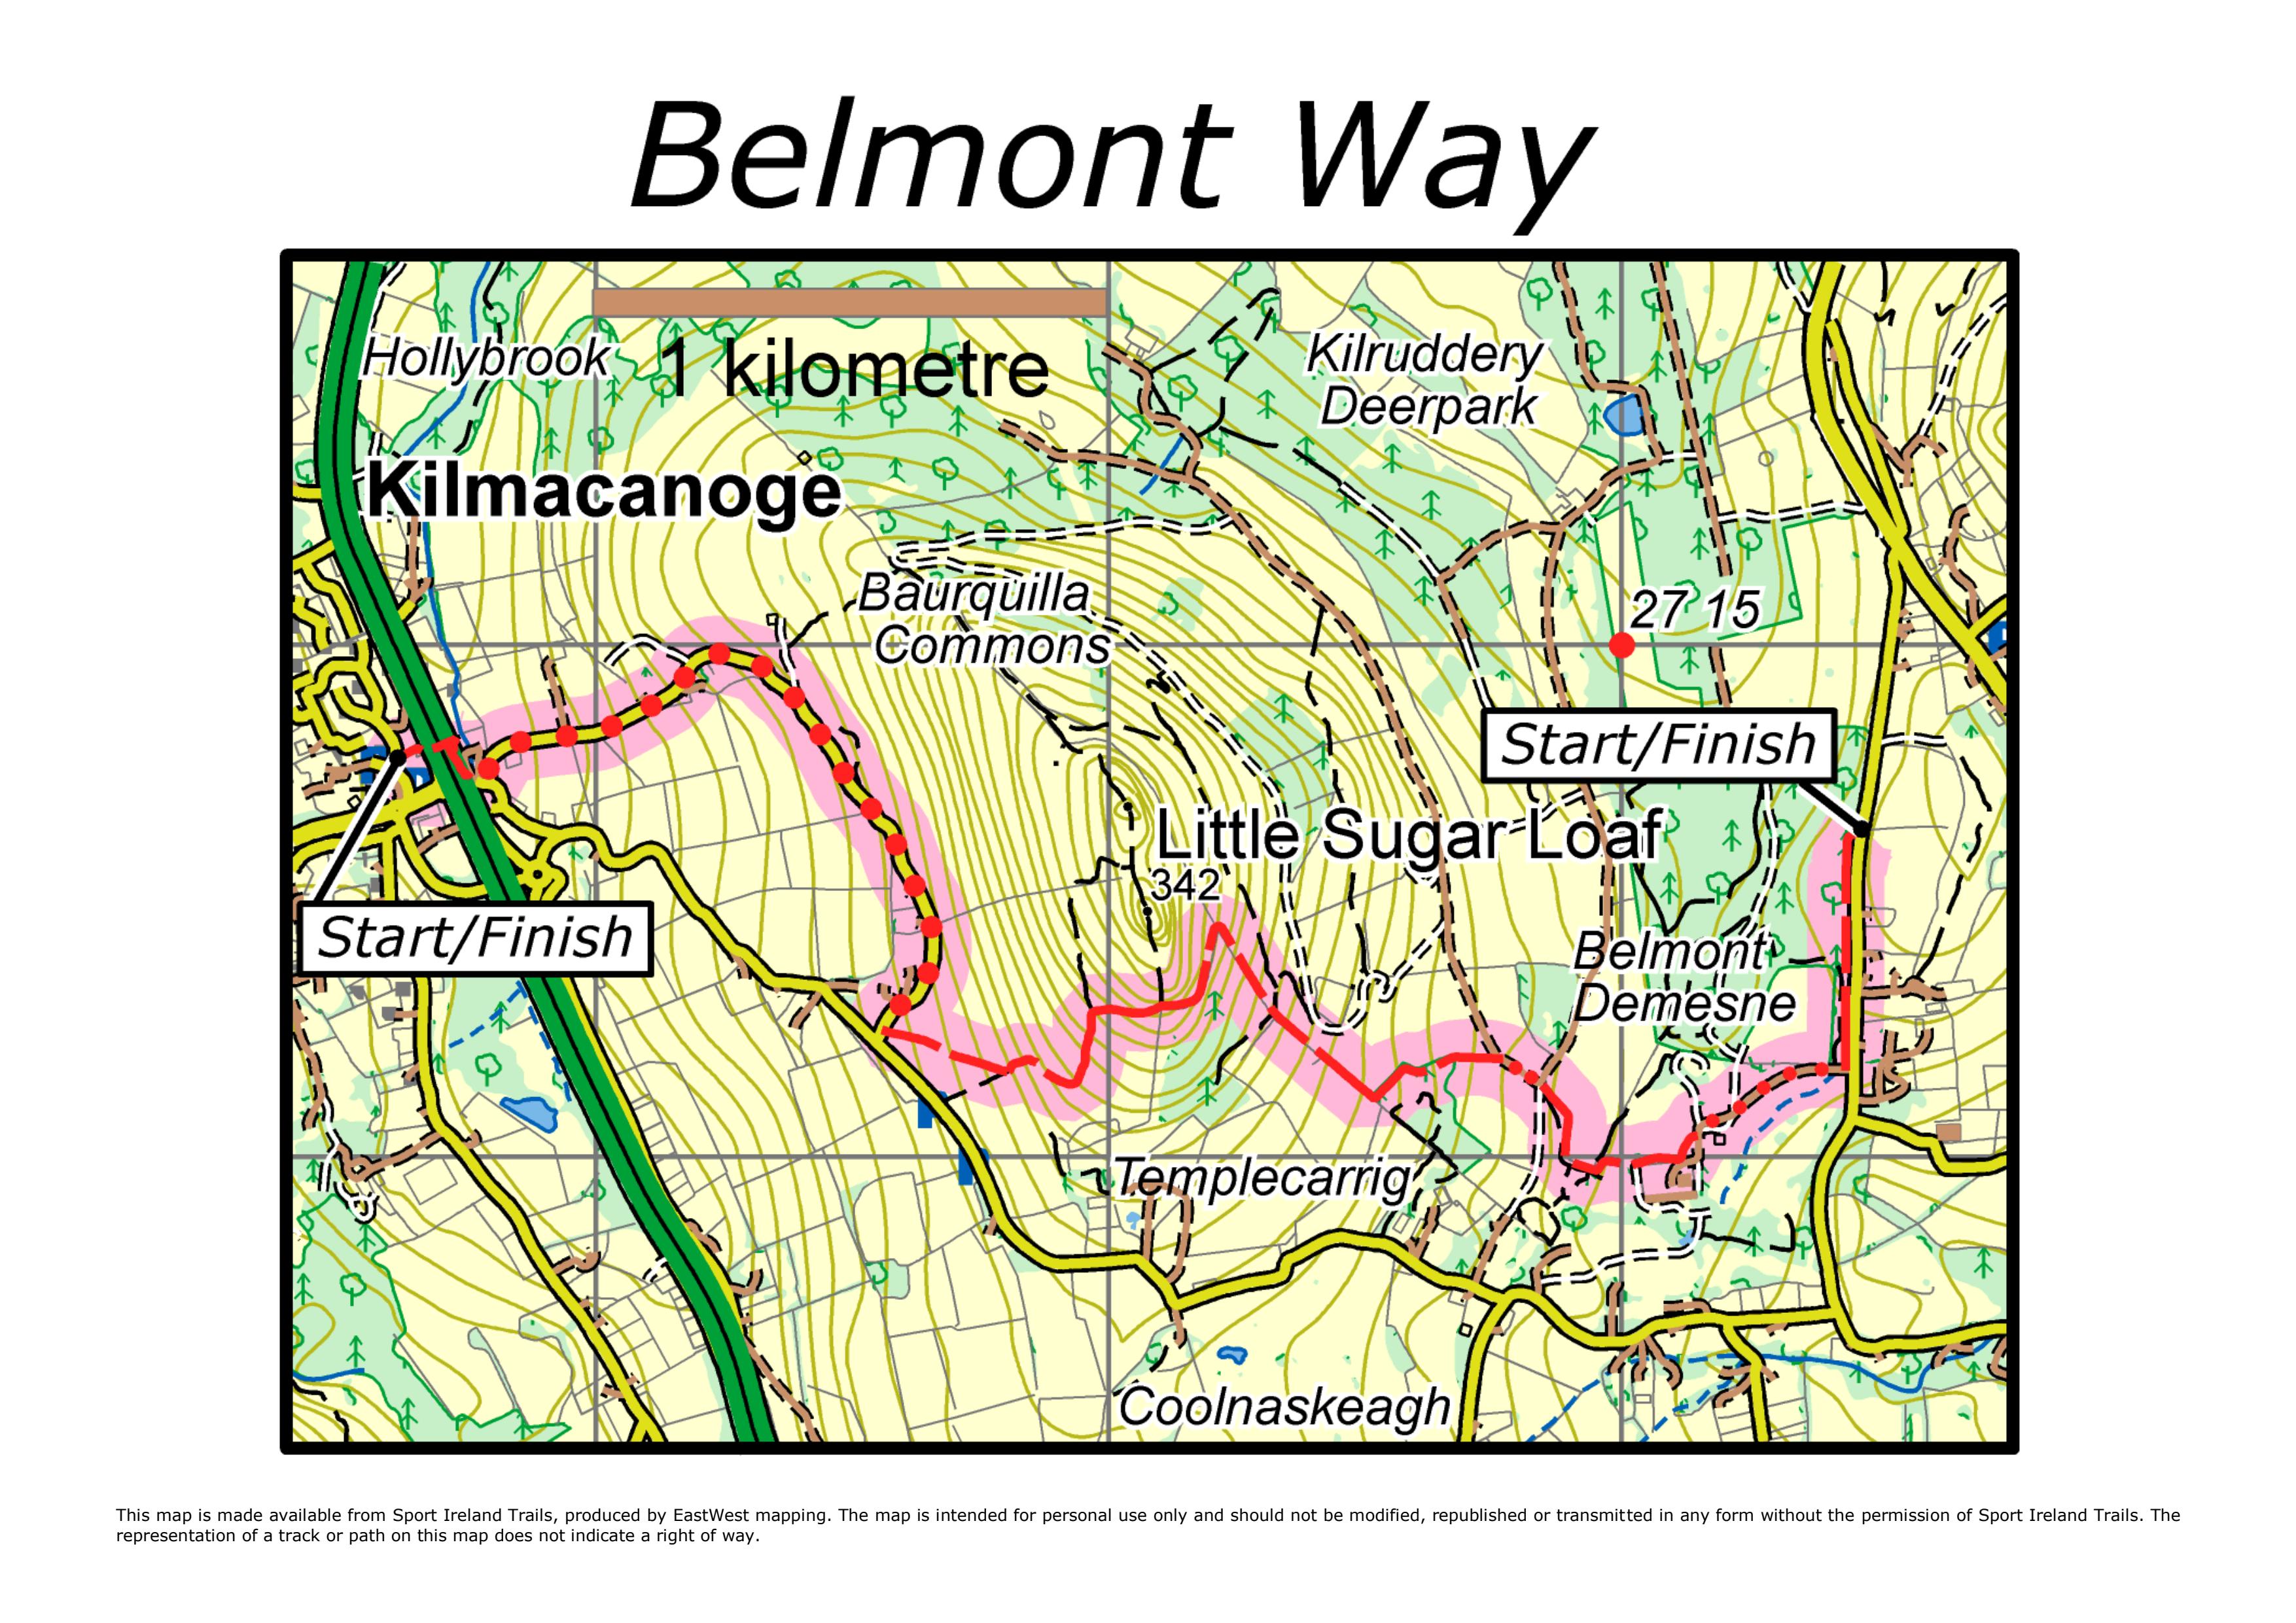 Belmont Way
Hollybrook
1 kilometre
Kilruddery
Deerpark
Kilmacanoge
Baurquilla
Commons
27 15
Start/Finish
Little Sugar Loaf
342
Start/Finish
Belmont
Demesne
Templecarrig
Coolnaskeagh
This map is made available from Sport Ireland Trails, produced by EastWest mapping. The map is intended for personal use only and should not be modified, republished or transmitted in any form without the permission of Sport Ireland Trails. The
representation of a track or path on this map does not indicate a right of way.